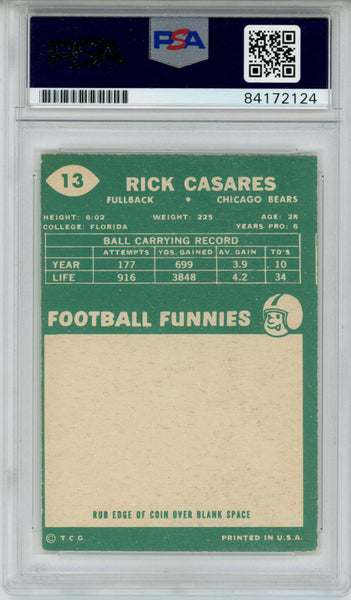 PSA
PSA
84172124
13
RICK CASARES
FULLBACK • CHICAGO BEARS
HEIGHT: 6:02 WEIGHT: 225 AGE: 28
COLLEGE: FLORIDA YEARS PRO: 6
BALL CARRYING RECORD
ATTEMPTS YDS. GAINED AV. GAIN TD'S
YEAR 177 699 3.9 10
LIFE 916 3848 4.2 34
FOOTBALL FUNNIES
RUB EDGE OF COIN OVER BLANK SPACE
© T.C.G. PRINTED IN U.S.A.